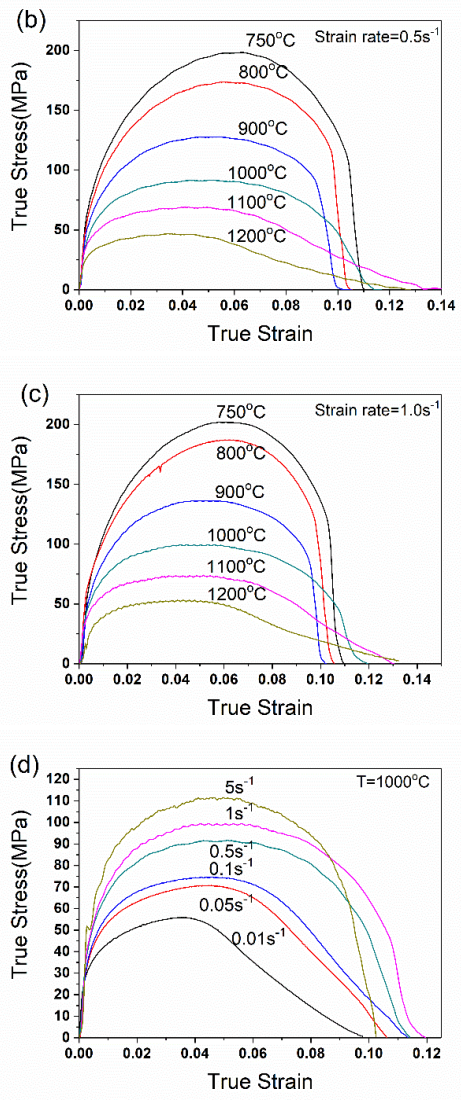 (b)
Strain rate=0.5s⁻¹
750°C
800°C
900°C
1000°C
1100°C
1200°C
200
150
100
50
0
True Stress(MPa)
0.00 0.02 0.04 0.06 0.08 0.10 0.12 0.14
True Strain
(c)
Strain rate=1.0s⁻¹
750°C
800°C
900°C
1000°C
1100°C
1200°C
200
150
100
50
0
True Stress(MPa)
0.00 0.02 0.04 0.06 0.08 0.10 0.12 0.14
True Strain
(d)
T=1000°C
5s⁻¹
1s⁻¹
0.5s⁻¹
0.1s⁻¹
0.05s⁻¹
0.01s⁻¹
120
110
100
90
80
70
60
50
40
30
20
10
0
True Stress(MPa)
0.00 0.02 0.04 0.06 0.08 0.10 0.12
True Strain